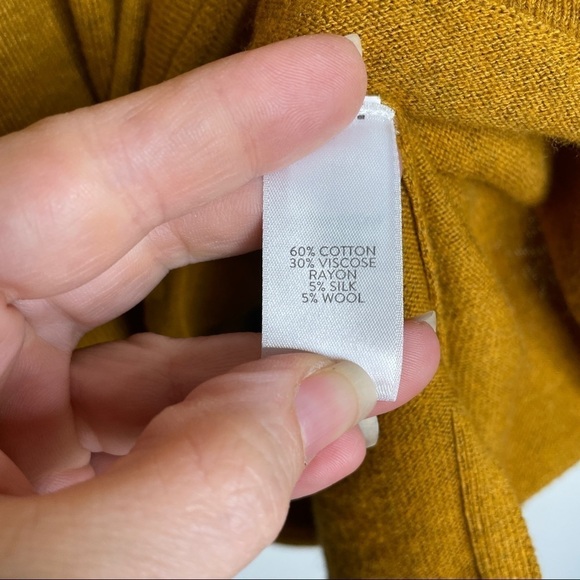 60% COTTON
30% VISCOSE
RAYON
5% SILK
5% WOOL